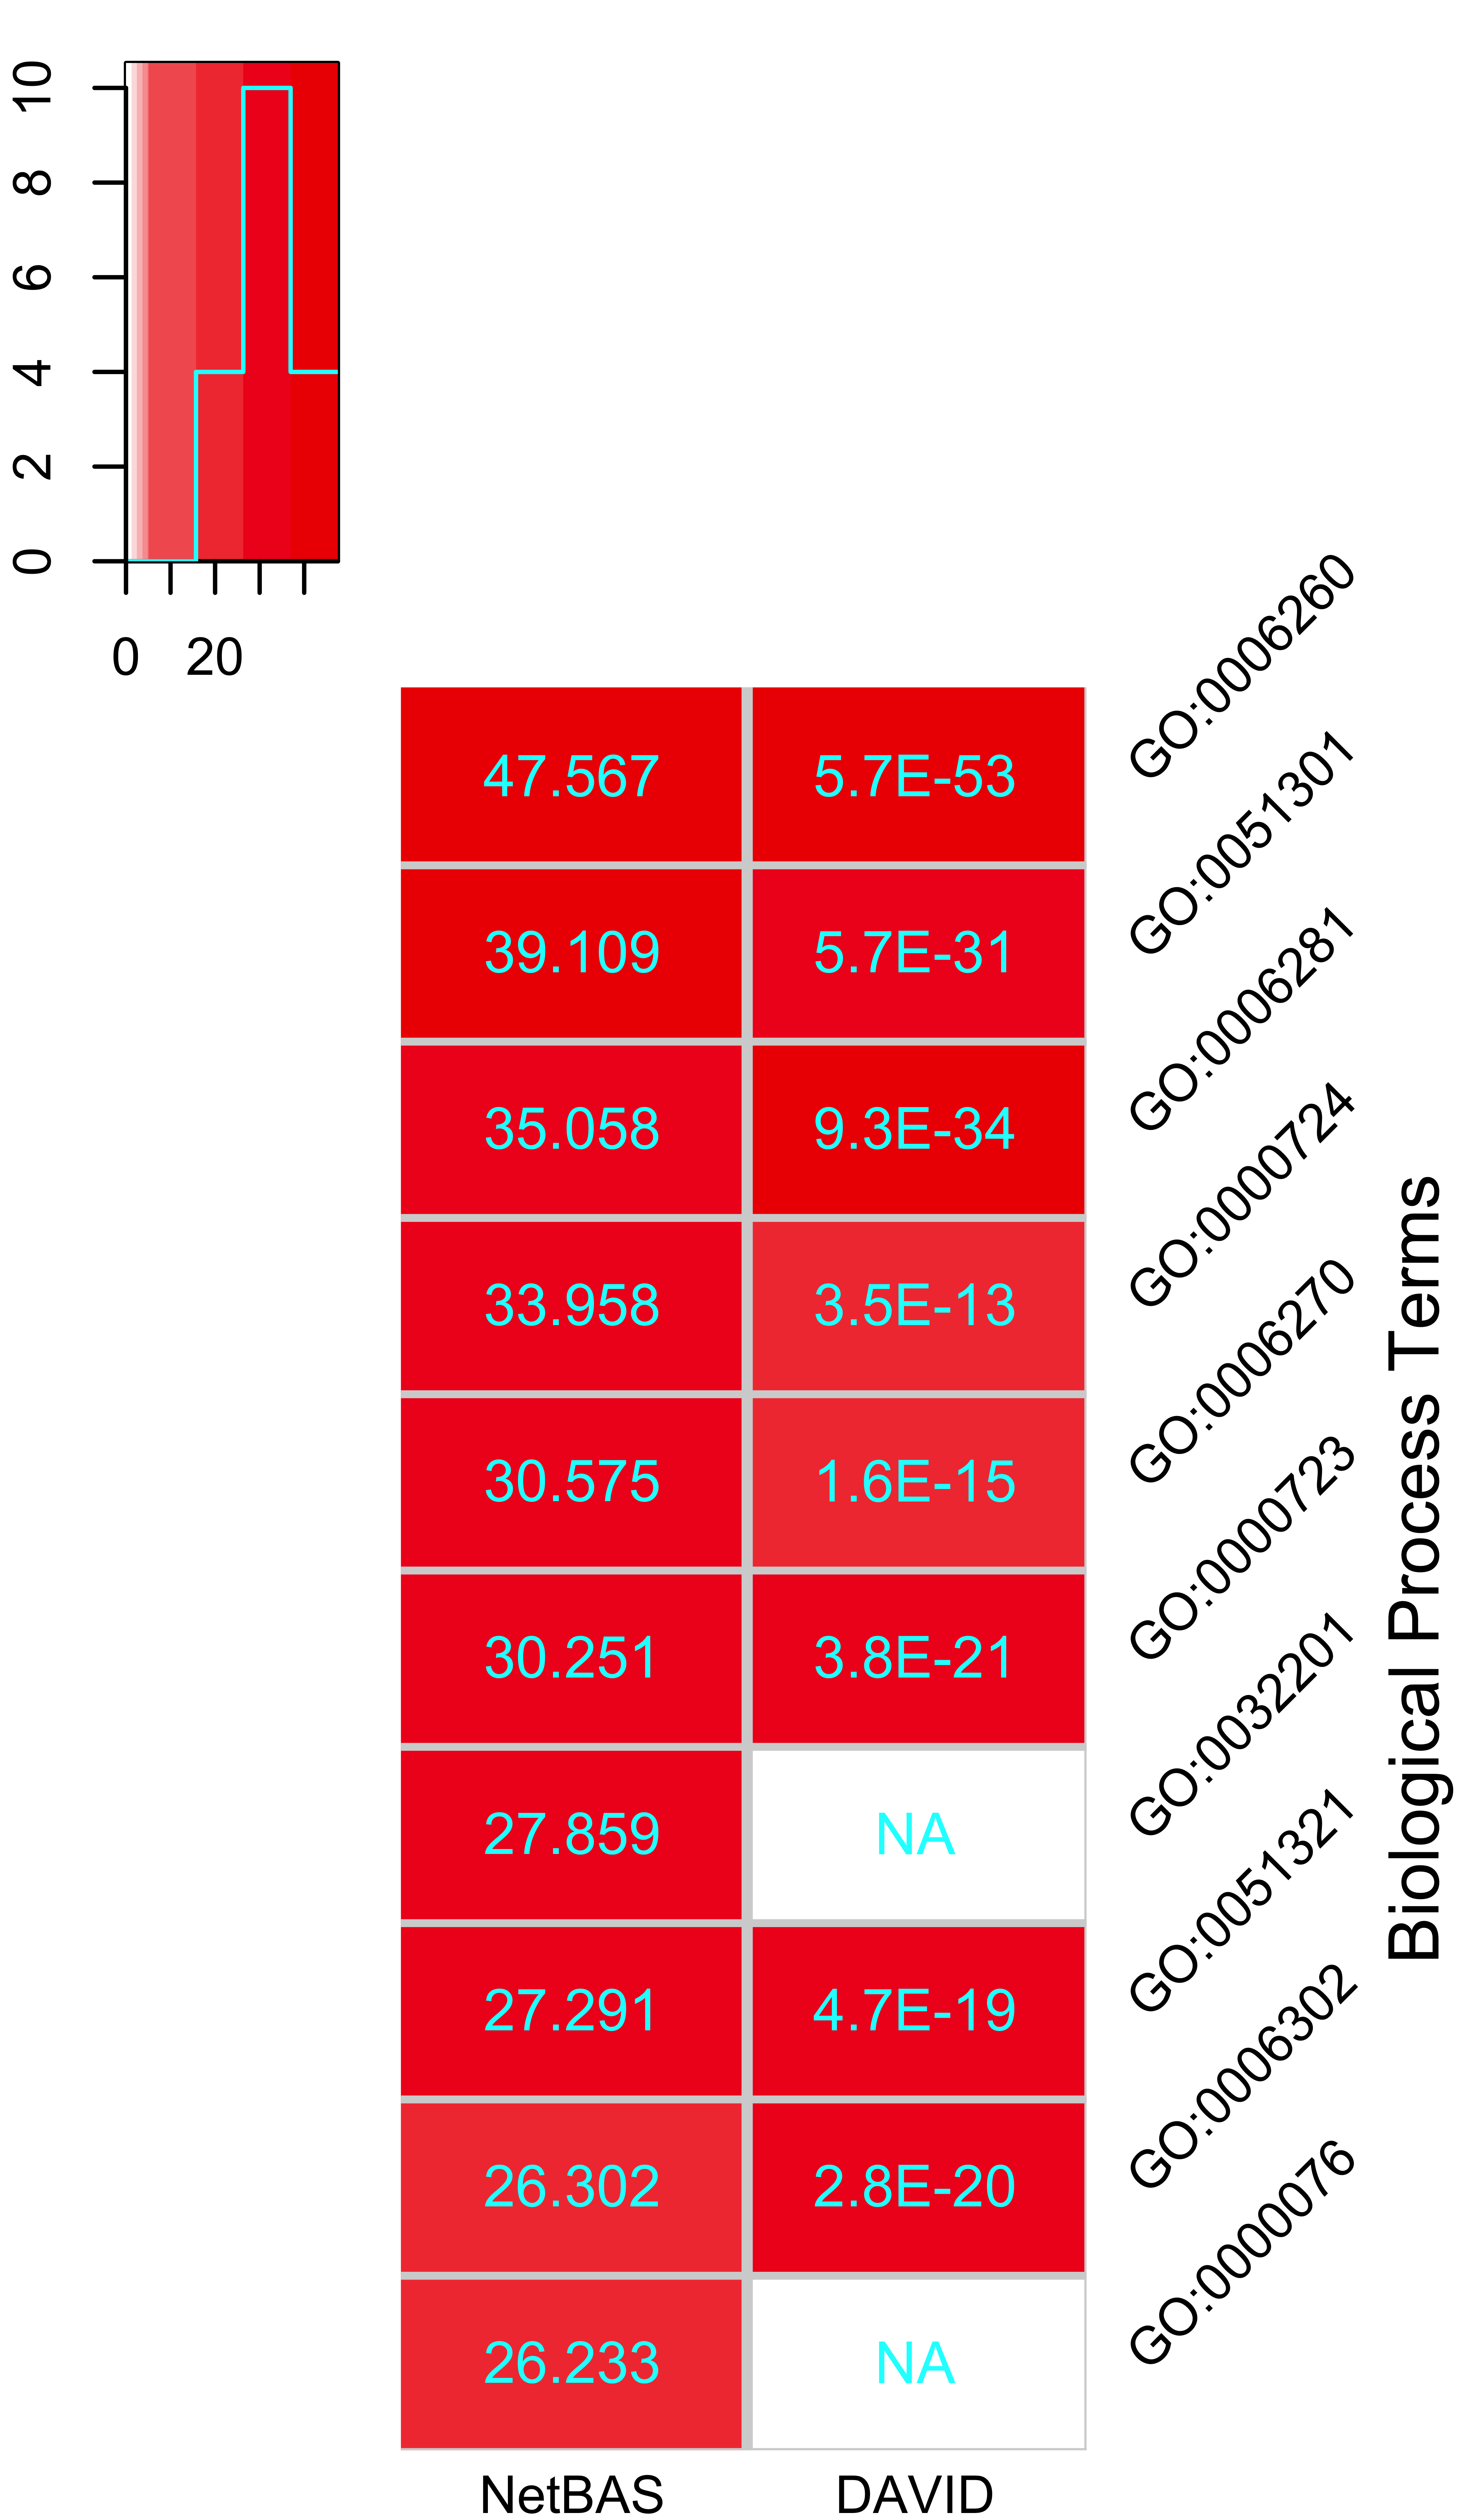 10
8
6
4
2
0
0 20
47.567 5.7E-53 GO:0006260
39.109 5.7E-31 GO:0051301
35.058 9.3E-34 GO:0006281
33.958 3.5E-13 GO:0000724
30.575 1.6E-15 GO:0006270
30.251 3.8E-21 GO:0000723
27.859 NA GO:0032201
27.291 4.7E-19 GO:0051321
26.302 2.8E-20 GO:0006302
26.233 NA GO:0000076
Biological Process Terms
NetBAS DAVID